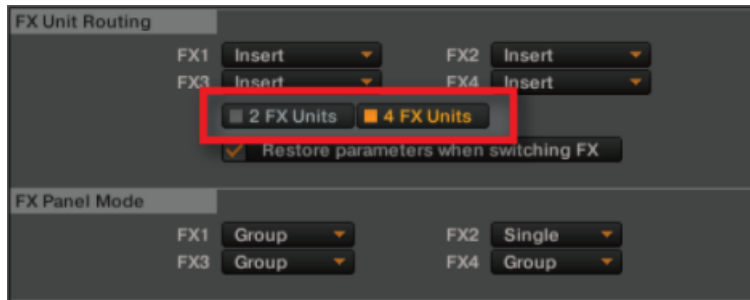 FX Unit Routing
FX1 Insert FX2 Insert
FX3 Insert FX4 Insert
2 FX Units 4 FX Units
Restore parameters when switching FX
FX Panel Mode
FX1 Group FX2 Single
FX3 Group FX4 Group